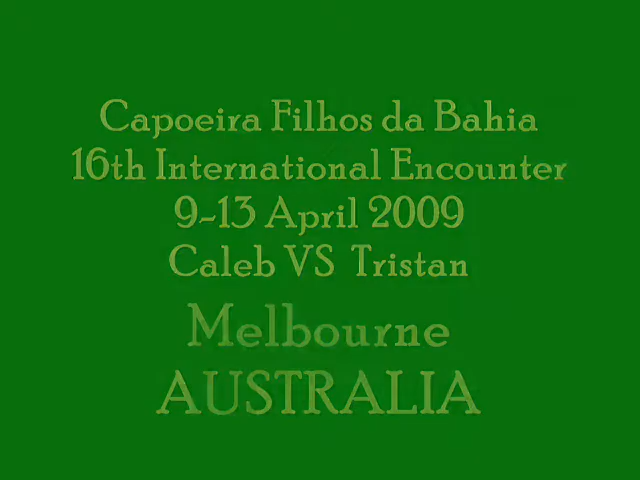 Capoeira Filhos da Bahia
16th International Encounter
9-13 April 2009
Caleb VS Tristan
Melbourne
AUSTRALIA